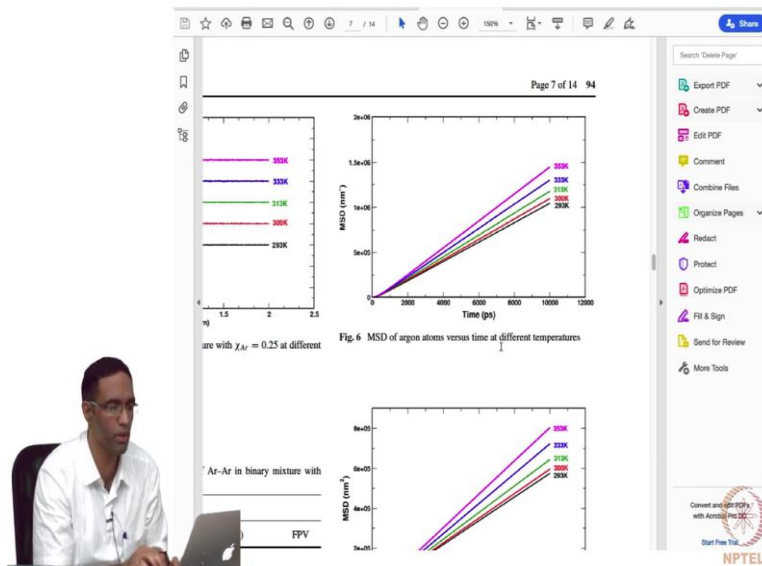 7 / 14
150%
Share
Search 'Delete Page'
Page 7 of 14 94
353K
333K
313K
300K
293K
1.5
2
2.5
2e+06
1.5e+06
1e+06
5e+05
0
MSD (nm²)
353K
333K
313K
300K
293K
0 2000 4000 6000 8000 10000 12000
Time (ps)
ure with χAr = 0.25 at different
Fig. 6 MSD of argon atoms versus time at different temperatures
Ar–Ar in binary mixture with
FPV
8e+05
6e+05
4e+05
MSD (nm²)
353K
333K
313K
300K
293K
Export PDF
Create PDF
Edit PDF
Comment
Combine Files
Organize Pages
Redact
Protect
Optimize PDF
Fill & Sign
Send for Review
More Tools
Convert and edit PDFs
with Acrobat Pro DC
Start Free Trial
NPTEL